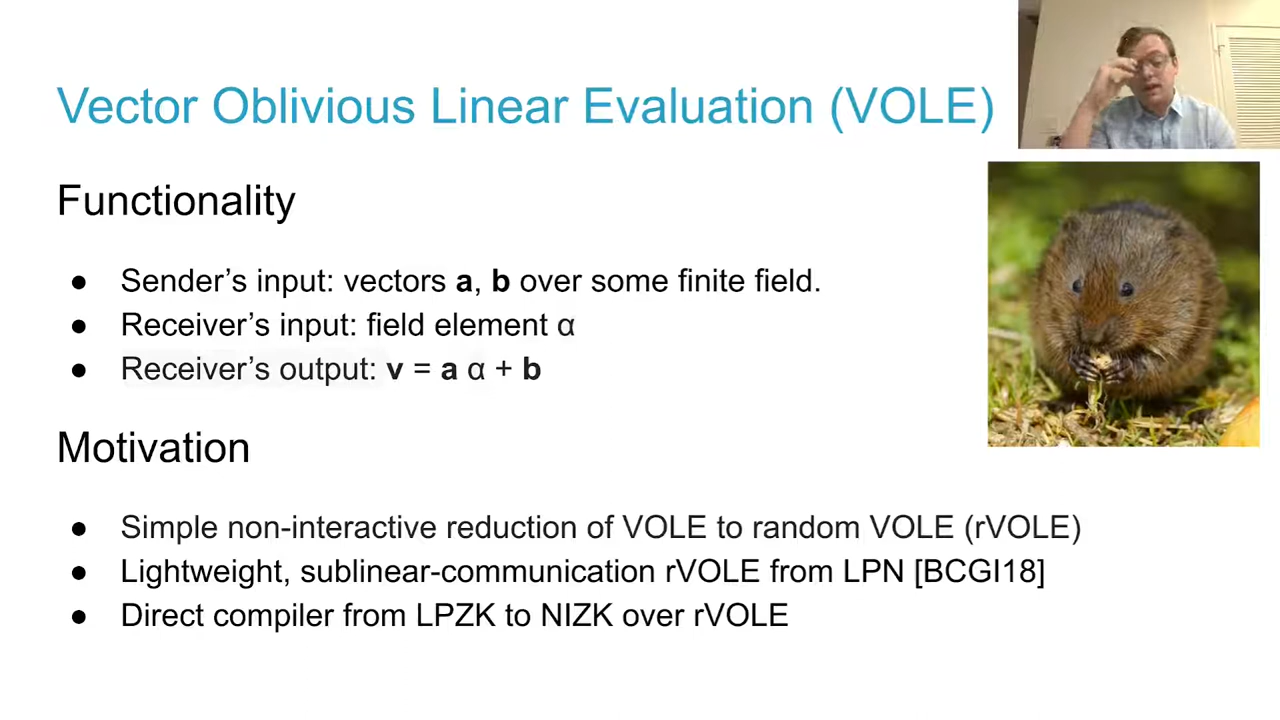 Vector Oblivious Linear Evaluation (VOLE)
Functionality
● Sender’s input: vectors a, b over some finite field.
● Receiver’s input: field element α
● Receiver’s output: v = a α + b
Motivation
● Simple non-interactive reduction of VOLE to random VOLE (rVOLE)
● Lightweight, sublinear-communication rVOLE from LPN [BCGI18]
● Direct compiler from LPZK to NIZK over rVOLE